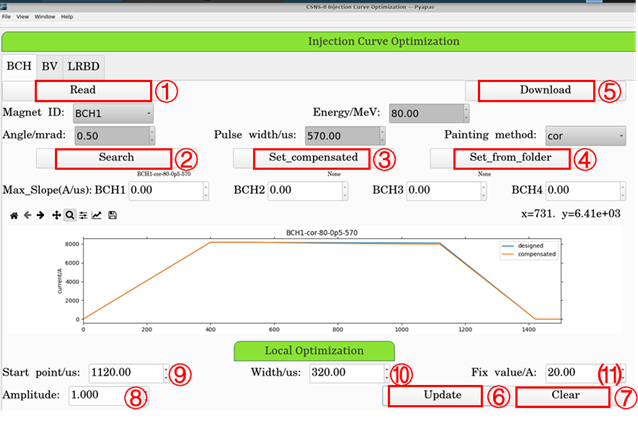 CSNS-II Injection Curve Optimization — Pyapas
File View Window Help
Injection Curve Optimization
BCH BV LRBD
Read ① Download ⑤
Magnet ID: BCH1 Energy/MeV: 80.00
Angle/mrad: 0.50 Pulse width/us: 570.00 Painting method: cor
Search ② Set_compensated ③ Set_from_folder ④
BCH1-cor-80-0p5-570 None None
Max_Slope(A/us): BCH1 0.00 BCH2 0.00 BCH3 0.00 BCH4 0.00
x=731. y=6.41e+03
BCH1-cor-80-0p5-570
8000
6000
4000
2000
0
current/A
designed
compensated
0 200 400 600 800 1000 1200 1400
Local Optimization
Start point/us: 1120.00 ⑨ Width/us: 320.00 ⑩ Fix value/A: 20.00 (11)
Amplitude: 1.000 ⑧ Update ⑥ Clear ⑦